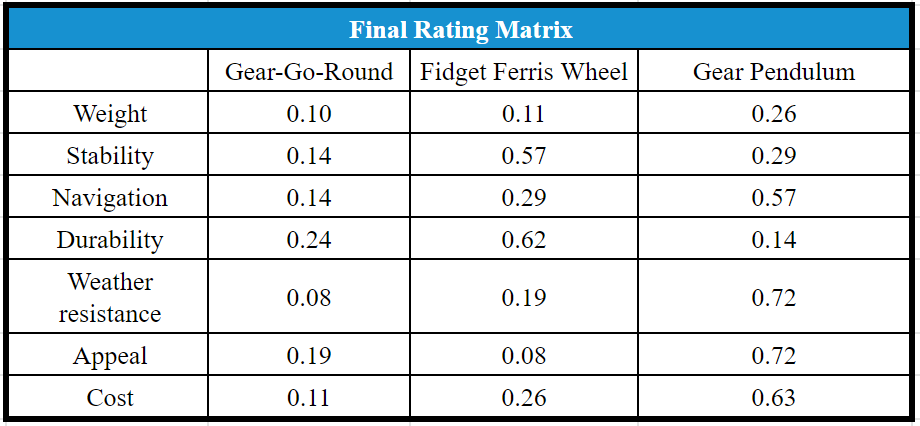 Final Rating Matrix
Gear-Go-Round Fidget Ferris Wheel Gear Pendulum
Weight 0.10 0.11 0.26
Stability 0.14 0.57 0.29
Navigation 0.14 0.29 0.57
Durability 0.24 0.62 0.14
Weather
resistance 0.08 0.19 0.72
Appeal 0.19 0.08 0.72
Cost 0.11 0.26 0.63